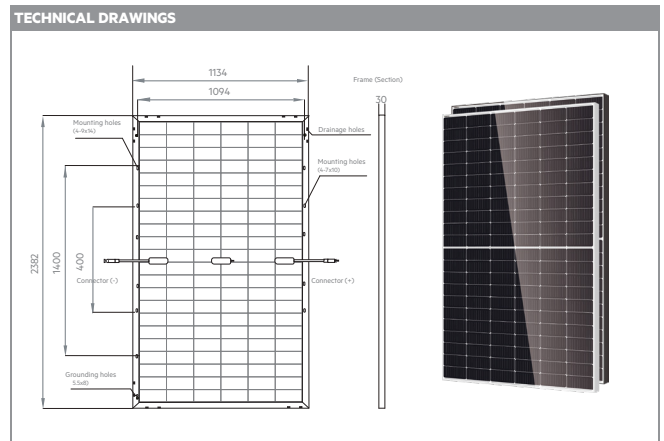 TECHNICAL DRAWINGS
1134
1094
Frame (Section)
30
Mounting holes
(4-9x14)
Drainage holes
Mounting holes
(4-7x10)
2382
1400
400
Connector (-)
Connector (+)
Grounding holes
5.5x8)